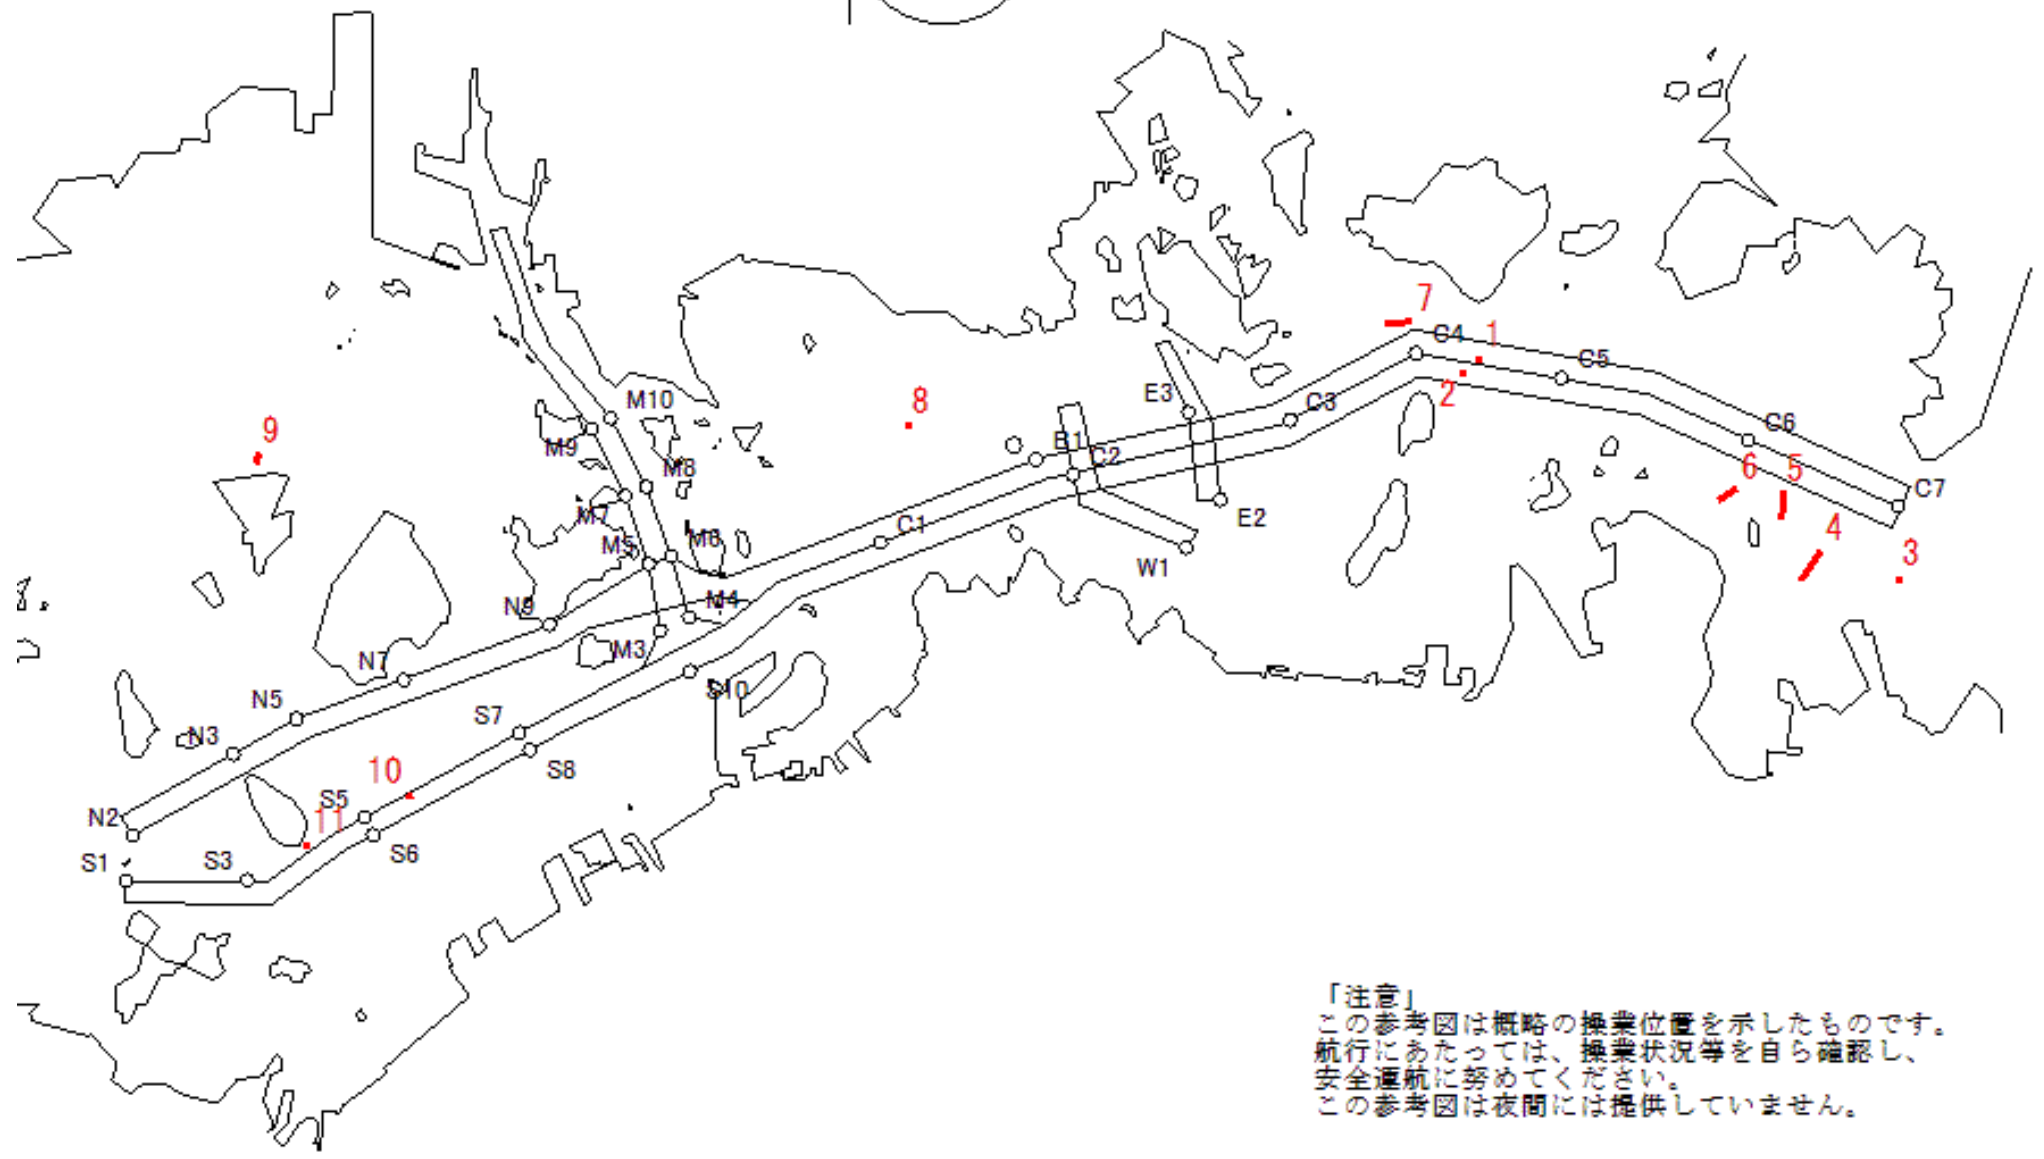 7
C4
1
C5
2
E3
M10
8
C3
C6
9
M9
B1
C2
M8
6
5
C7
M7
E2
4
M5
M6
C1
W1
3
N9
M4
M3
N7
S10
N5
S7
N3
10
S8
S5
N2
11
S6
S1
S3
「注意」
この参考図は概略の操業位置を示したものです。
航行にあたっては、操業状況等を自ら確認し、
安全運航に努めてください。
この参考図は夜間には提供していません。